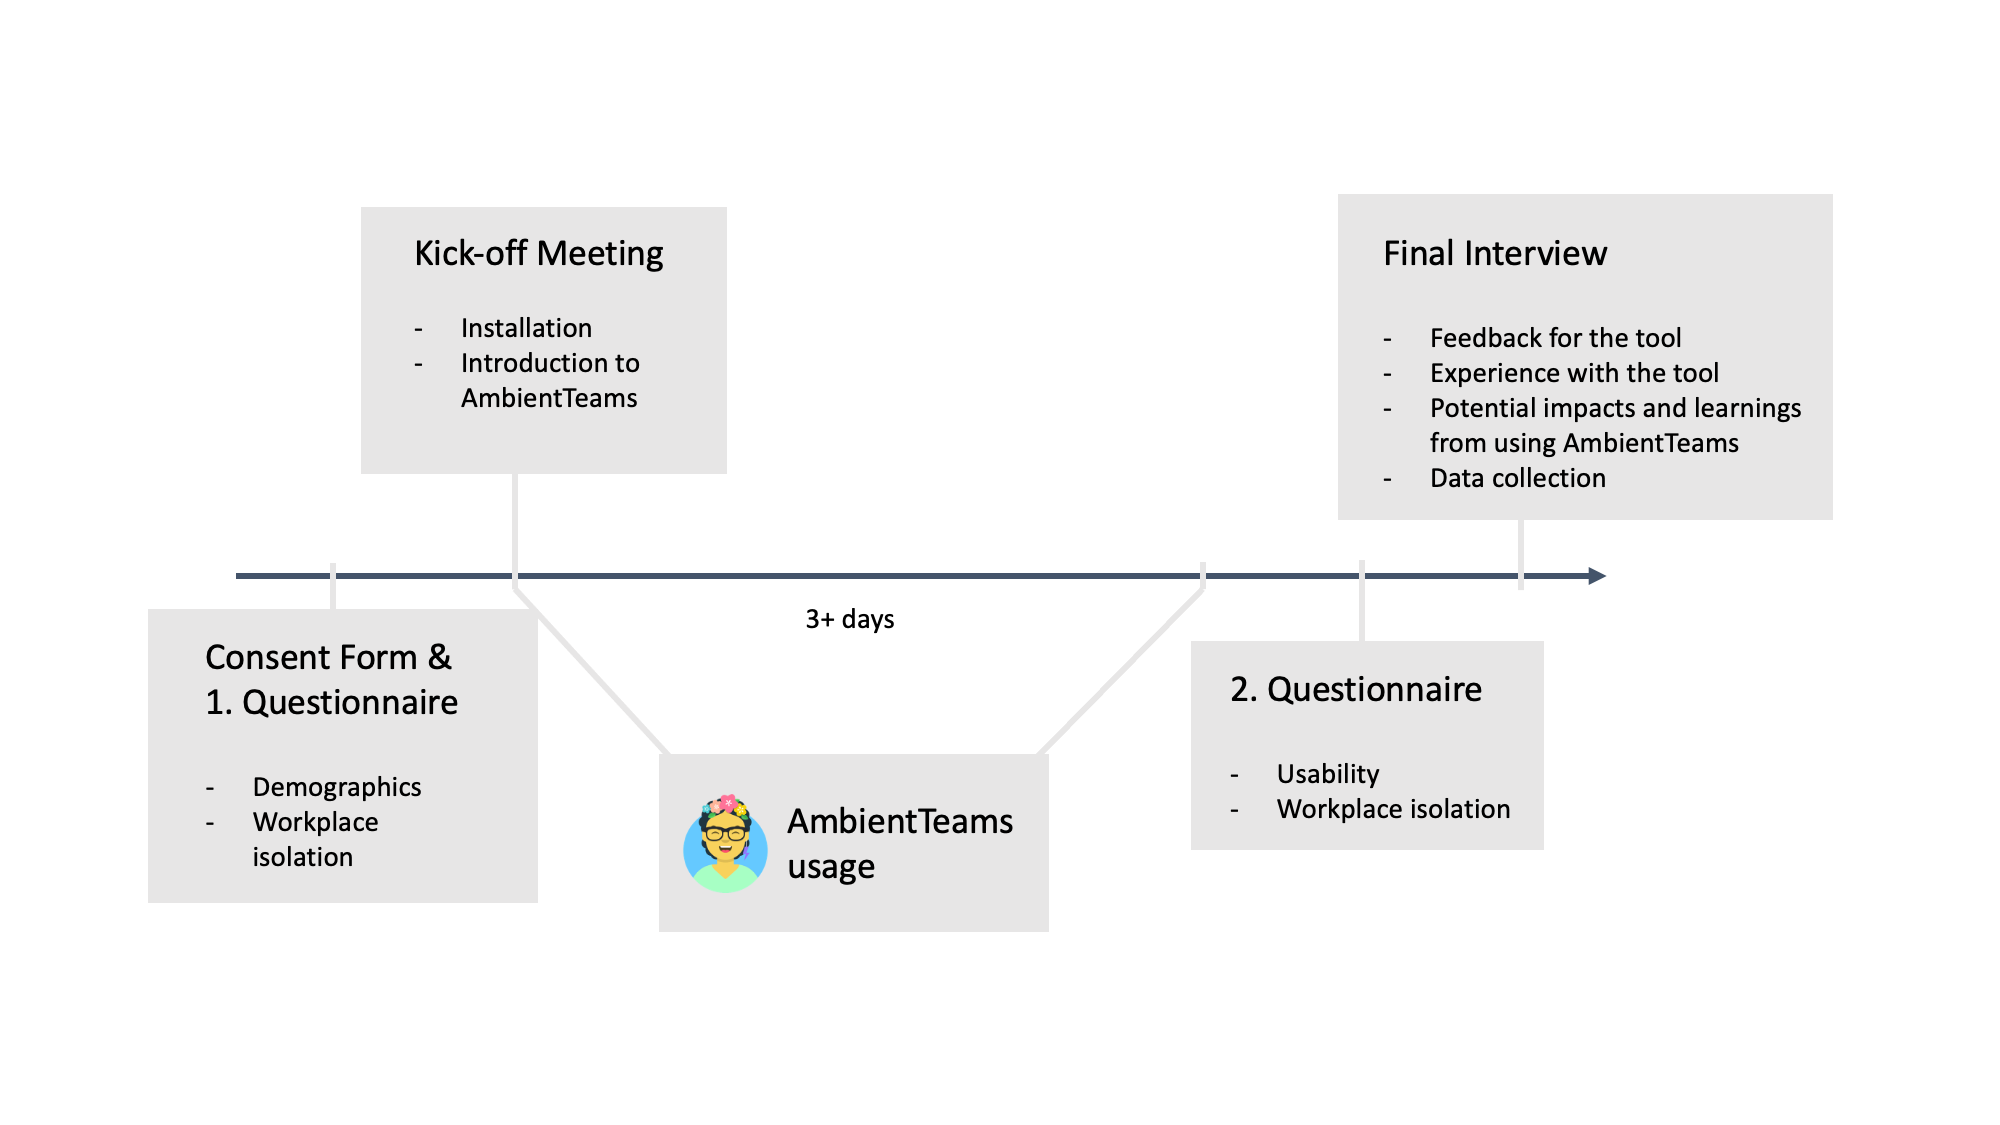 Kick-off Meeting
- Installation
- Introduction to
AmbientTeams
Final Interview
- Feedback for the tool
- Experience with the tool
- Potential impacts and learnings
from using AmbientTeams
- Data collection
3+ days
Consent Form &
1. Questionnaire
- Demographics
- Workplace
isolation
AmbientTeams
usage
2. Questionnaire
- Usability
- Workplace isolation